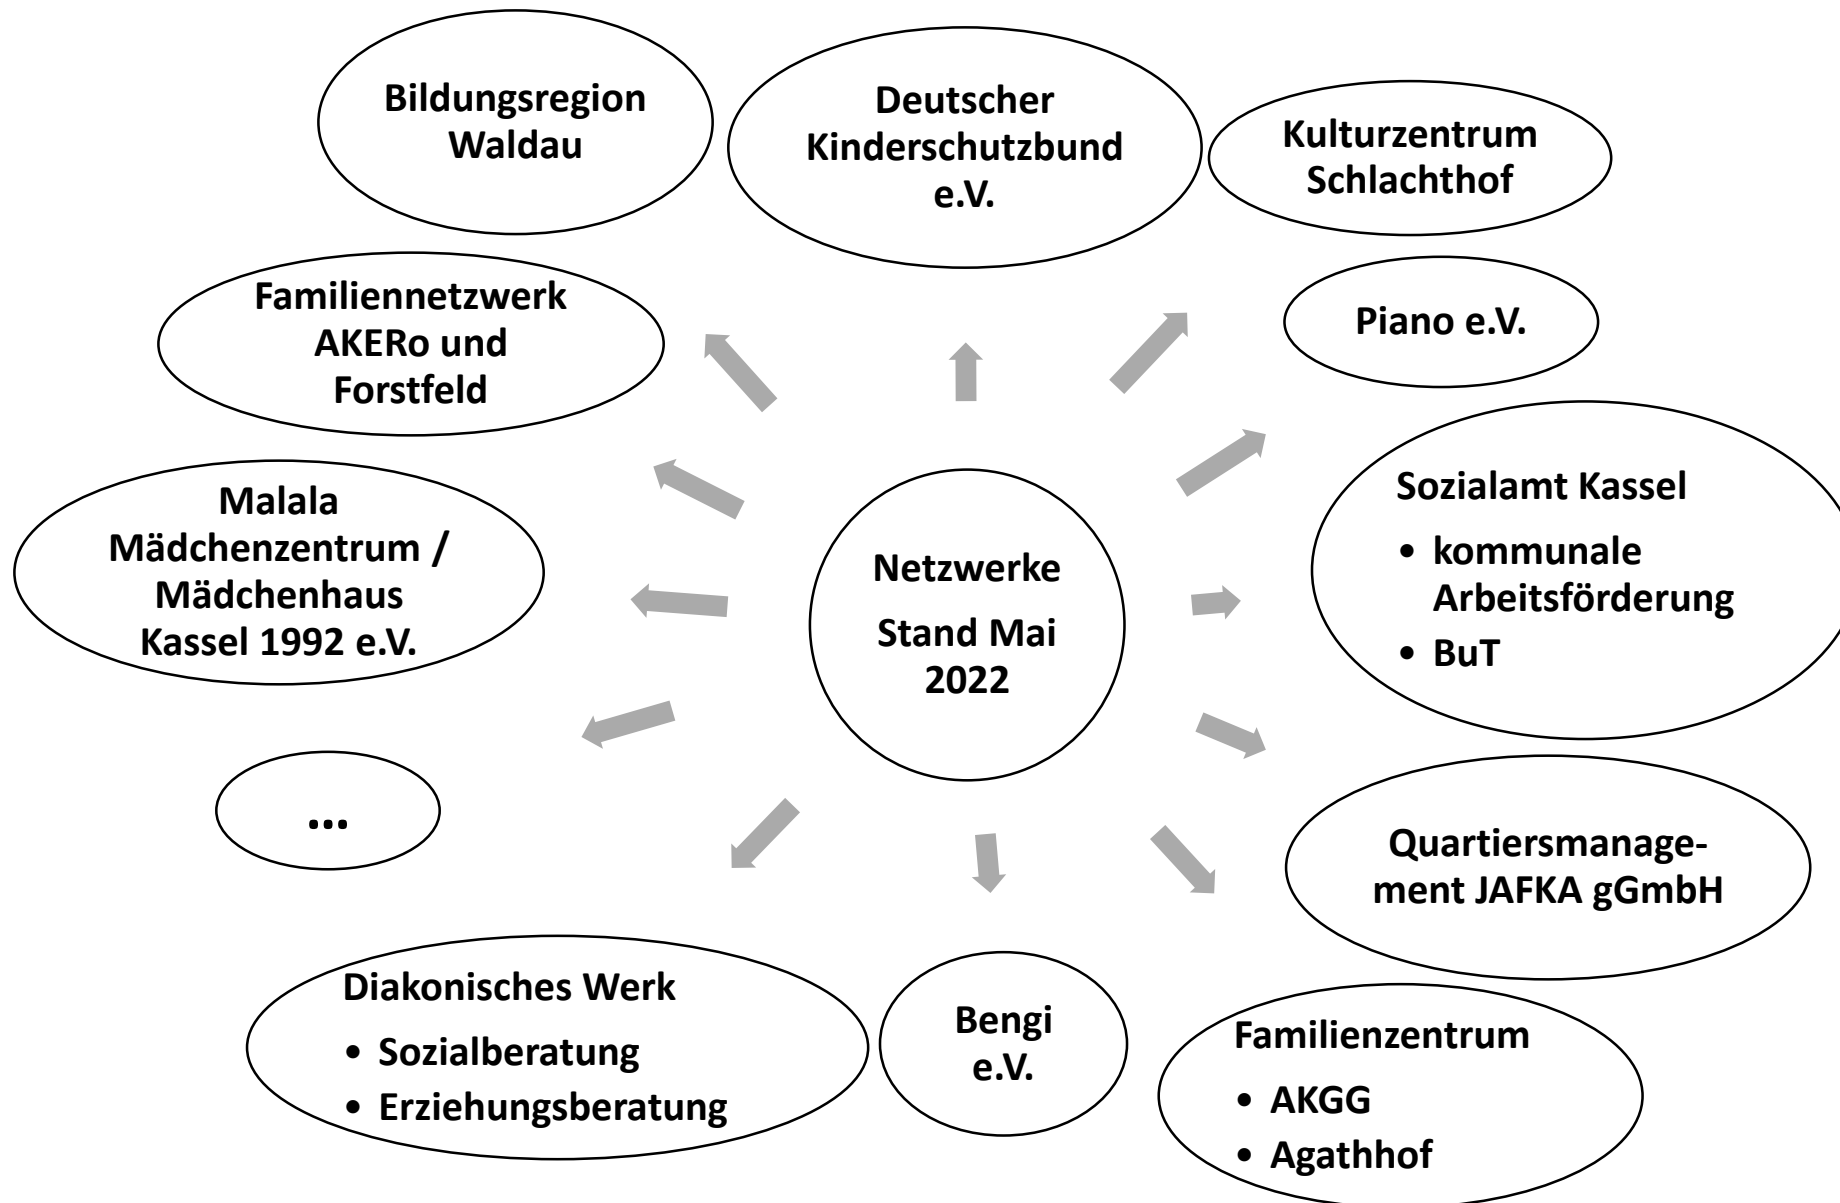 Bildungsregion
Waldau
Deutscher
Kinderschutzbund
e.V.
Kulturzentrum
Schlachthof
Familiennetzwerk
AKERo und
Forstfeld
Piano e.V.
Malala
Mädchenzentrum /
Mädchenhaus
Kassel 1992 e.V.
Netzwerke
Stand Mai
2022
Sozialamt Kassel
• kommunale
Arbeitsförderung
• BuT
...
Quartiersmanage-
ment JAFKA gGmbH
Diakonisches Werk
• Sozialberatung
• Erziehungsberatung
Bengi
e.V.
Familienzentrum
• AKGG
• Agathhof